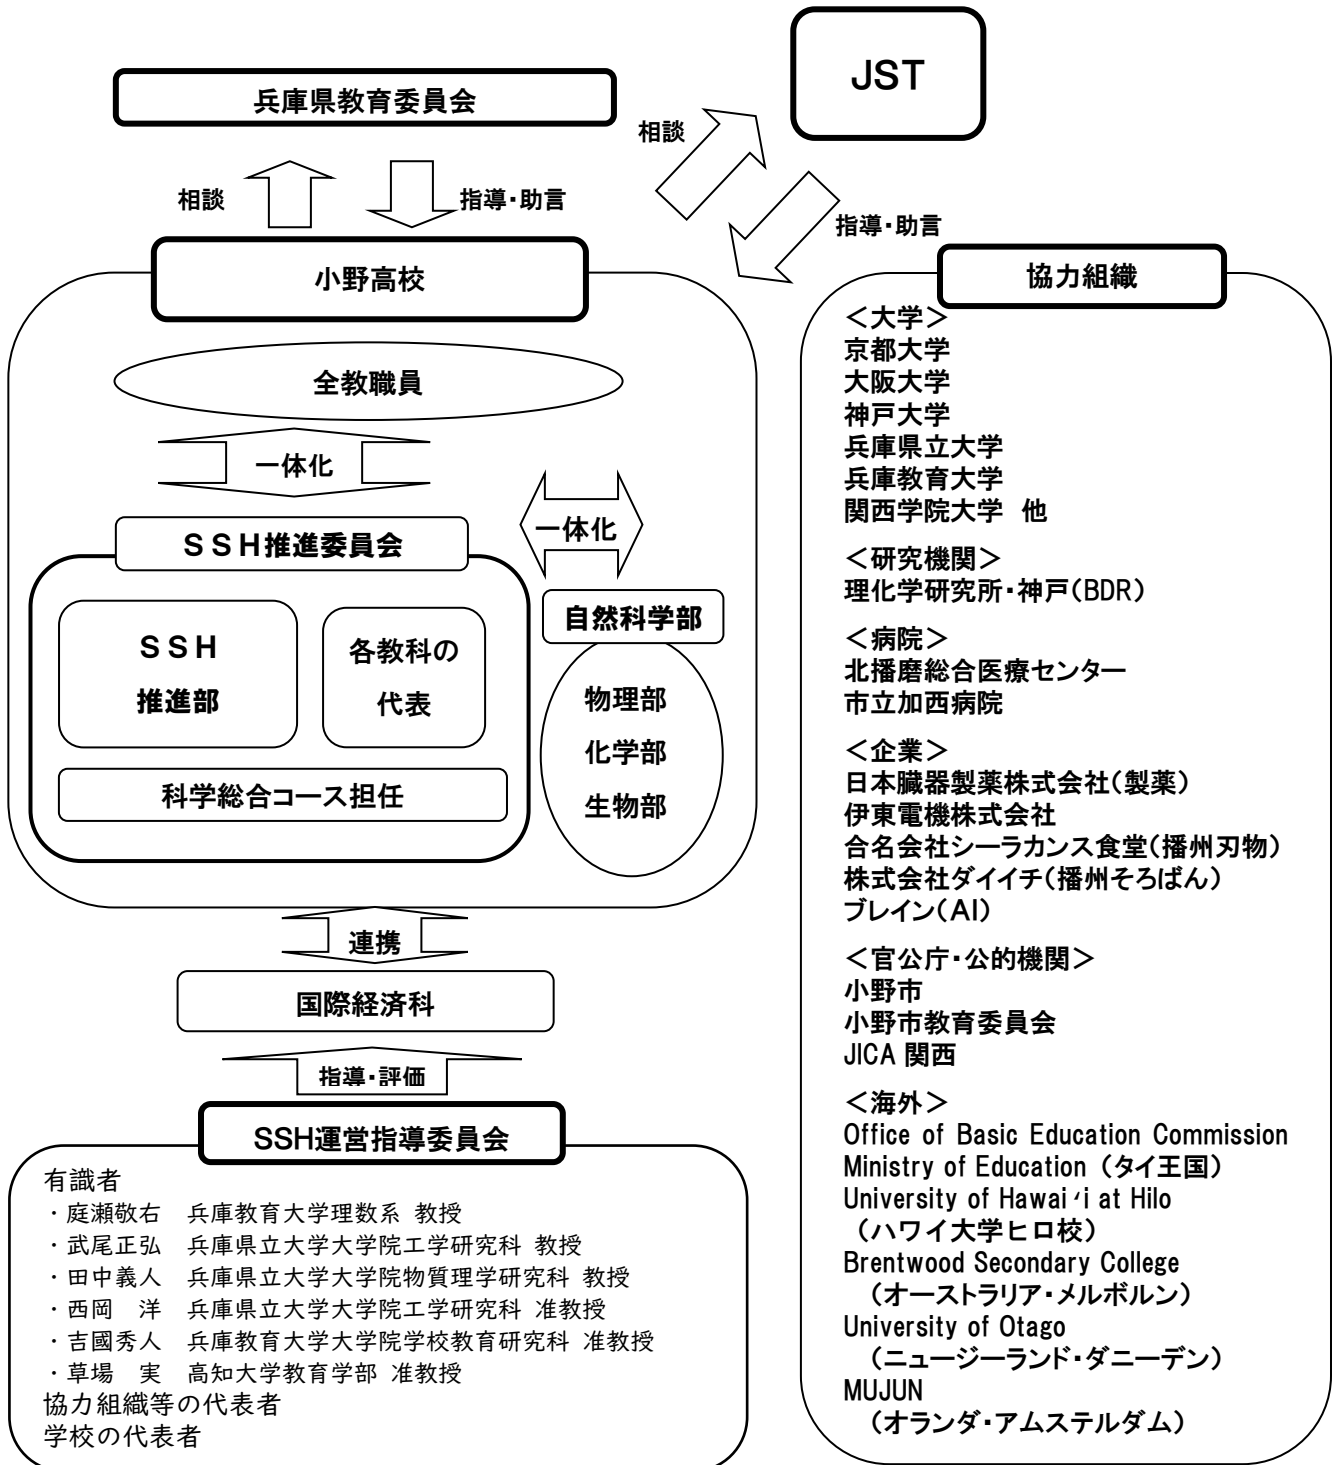 JST
兵庫県教育委員会
相談
相談
指導・助言
指導・助言
小野高校
全教職員
一体化
一体化
ＳＳＨ推進委員会
ＳＳＨ
推進部
各教科の
代表
科学総合コース担任
自然科学部
物理部
化学部
生物部
連携
国際経済科
指導・評価
SSH運営指導委員会
有識者
・庭瀬敬右　兵庫教育大学理数系 教授
・武尾正弘　兵庫県立大学大学院工学研究科 教授
・田中義人　兵庫県立大学大学院物質理学研究科 教授
・西岡　洋　兵庫県立大学大学院工学研究科 准教授
・吉國秀人　兵庫教育大学大学院学校教育研究科 准教授
・草場　実　高知大学教育学部 准教授
協力組織等の代表者
学校の代表者
協力組織
＜大学＞
京都大学
大阪大学
神戸大学
兵庫県立大学
兵庫教育大学
関西学院大学　他
＜研究機関＞
理化学研究所・神戸(BDR)
＜病院＞
北播磨総合医療センター
市立加西病院
＜企業＞
日本臓器製薬株式会社(製薬)
伊東電機株式会社
合名会社シーラカンス食堂(播州刃物)
株式会社ダイイチ(播州そろばん)
ブレイン(AI)
＜官公庁・公的機関＞
小野市
小野市教育委員会
JICA 関西
＜海外＞
Office of Basic Education Commission
Ministry of Education（タイ王国）
University of Hawai‘i at Hilo
（ハワイ大学ヒロ校）
Brentwood Secondary College
（オーストラリア・メルボルン）
University of Otago
（ニュージーランド・ダニーデン）
MUJUN
（オランダ・アムステルダム）